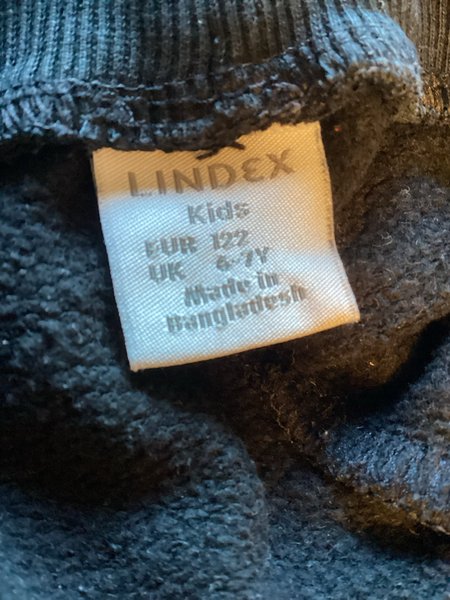 LINDEX
Kids
EUR 122
UK 6-7Y
Made in
Bangladesh